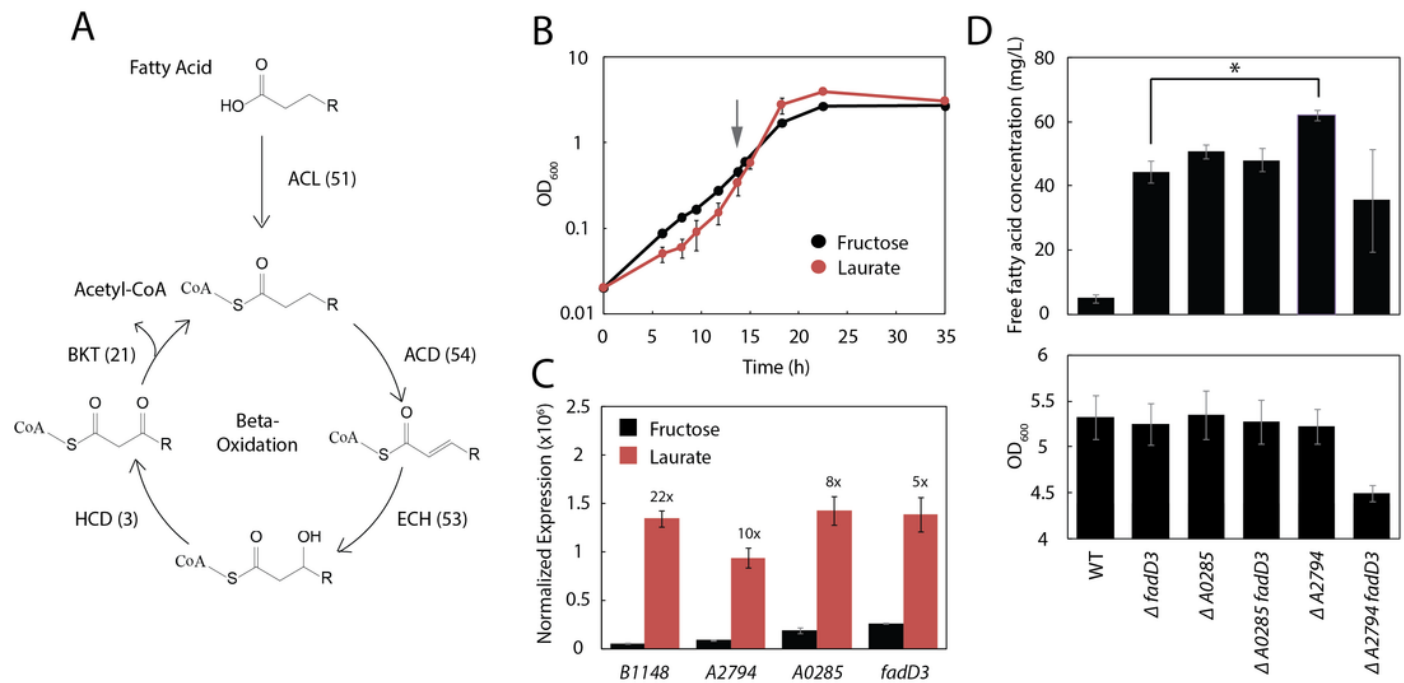 A
Fatty Acid
O
HO
R
ACL (51)
O
Acetyl-CoA
CoA
S
R
BKT (21)
ACD (54)
O
O
CoA
S
R
Beta-
Oxidation
O
CoA
S
R
HCD (3)
ECH (53)
O
OH
CoA
S
R
B
10
1
0.1
0.01
OD600
0
5
10
15
20
25
30
35
Time (h)
Fructose
Laurate
C
2.5
2
1.5
1
0.5
0
Normalized Expression (x10⁶)
Fructose
Laurate
22x
10x
8x
5x
B1148
A2794
A0285
fadD3
D
80
60
40
20
0
Free fatty acid concentration (mg/L)
*
6
5.5
5
4.5
4
OD600
WT
Δ fadD3
Δ A0285
Δ A0285 fadD3
Δ A2794
Δ A2794 fadD3